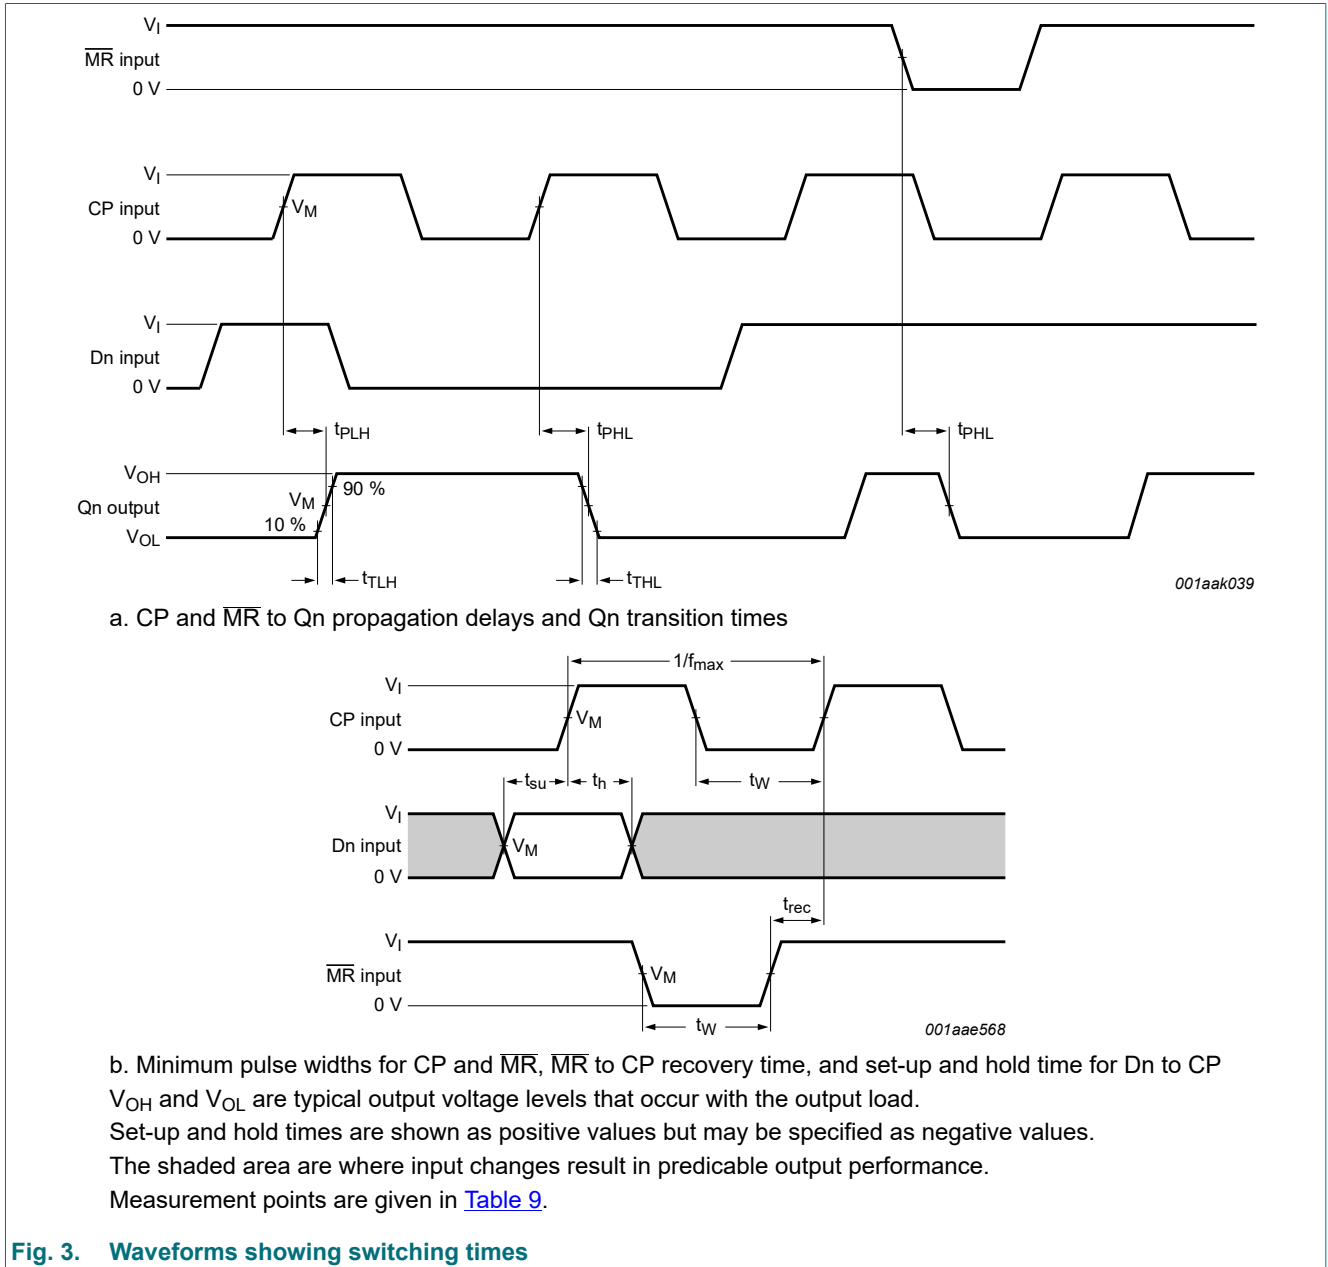 VI
M̅R̅ input
0 V
VI
CP input
VM
0 V
VI
Dn input
0 V
tPLH
tPHL
tPHL
VOH
90 %
VM
Qn output
10 %
VOL
tTLH
tTHL
001aak039
a. CP and M̅R̅ to Qn propagation delays and Qn transition times
1/fmax
VI
CP input
VM
0 V
tsu
th
tW
VI
Dn input
VM
0 V
trec
VI
M̅R̅ input
VM
0 V
tW
001aae568
b. Minimum pulse widths for CP and M̅R̅, M̅R̅ to CP recovery time, and set-up and hold time for Dn to CP
VOH and VOL are typical output voltage levels that occur with the output load.
Set-up and hold times are shown as positive values but may be specified as negative values.
The shaded area are where input changes result in predicable output performance.
Measurement points are given in Table 9.
Fig. 3. Waveforms showing switching times